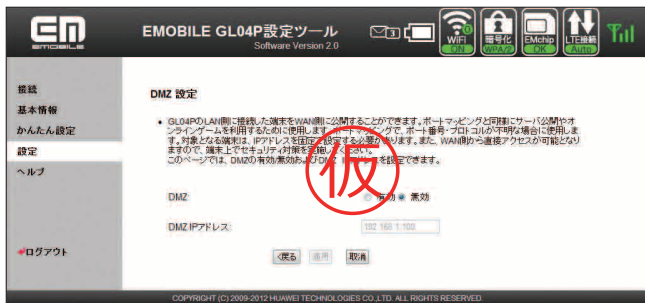 EM
EMOBILE
EMOBILE GL04P設定ツール
Software Version 2.0
3
WiFi
ON
暗号化
WPA/2
EMchip
OK
LTE接続
Auto
接続
基本情報
かんたん設定
設定
ヘルプ
ログアウト
DMZ 設定
• GL04PのLAN側に接続した端末をWAN側に公開することができます。ポートマッピングと同様にサーバ公開やオ
ンラインゲームを利用するために使用します。ポートマッピングで、ポート番号・プロトコルが不明な場合に使用しま
す。対象となる端末は、IPアドレスを固定で設定する必要があります。また、WAN側から直接アクセスが可能となり
ますので、端末上でセキュリティ対策を実施してください。
このページでは、DMZの有効/無効およびDMZ IPアドレスを設定できます。
仮
DMZ:
有効 無効
DMZ IPアドレス:
192.168.1.100
<戻る 適用 取消
COPYRIGHT (C) 2009-2012 HUAWEI TECHNOLOGIES CO.,LTD. ALL RIGHTS RESERVED.